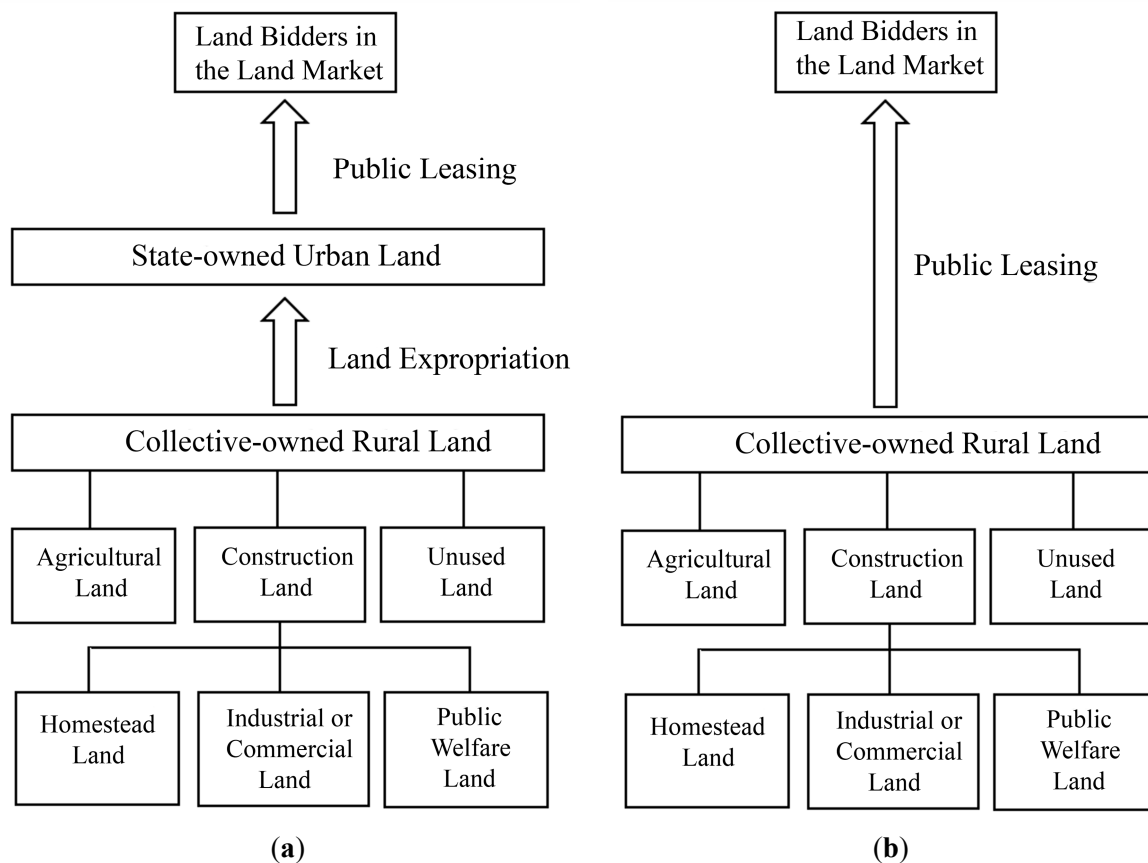 Land Bidders in
the Land Market
Public Leasing
State-owned Urban Land
Land Expropriation
Collective-owned Rural Land
Agricultural
Land
Construction
Land
Unused
Land
Homestead
Land
Industrial or
Commercial
Land
Public
Welfare
Land
(a)
Land Bidders in
the Land Market
Public Leasing
Collective-owned Rural Land
Agricultural
Land
Construction
Land
Unused
Land
Homestead
Land
Industrial or
Commercial
Land
Public
Welfare
Land
(b)